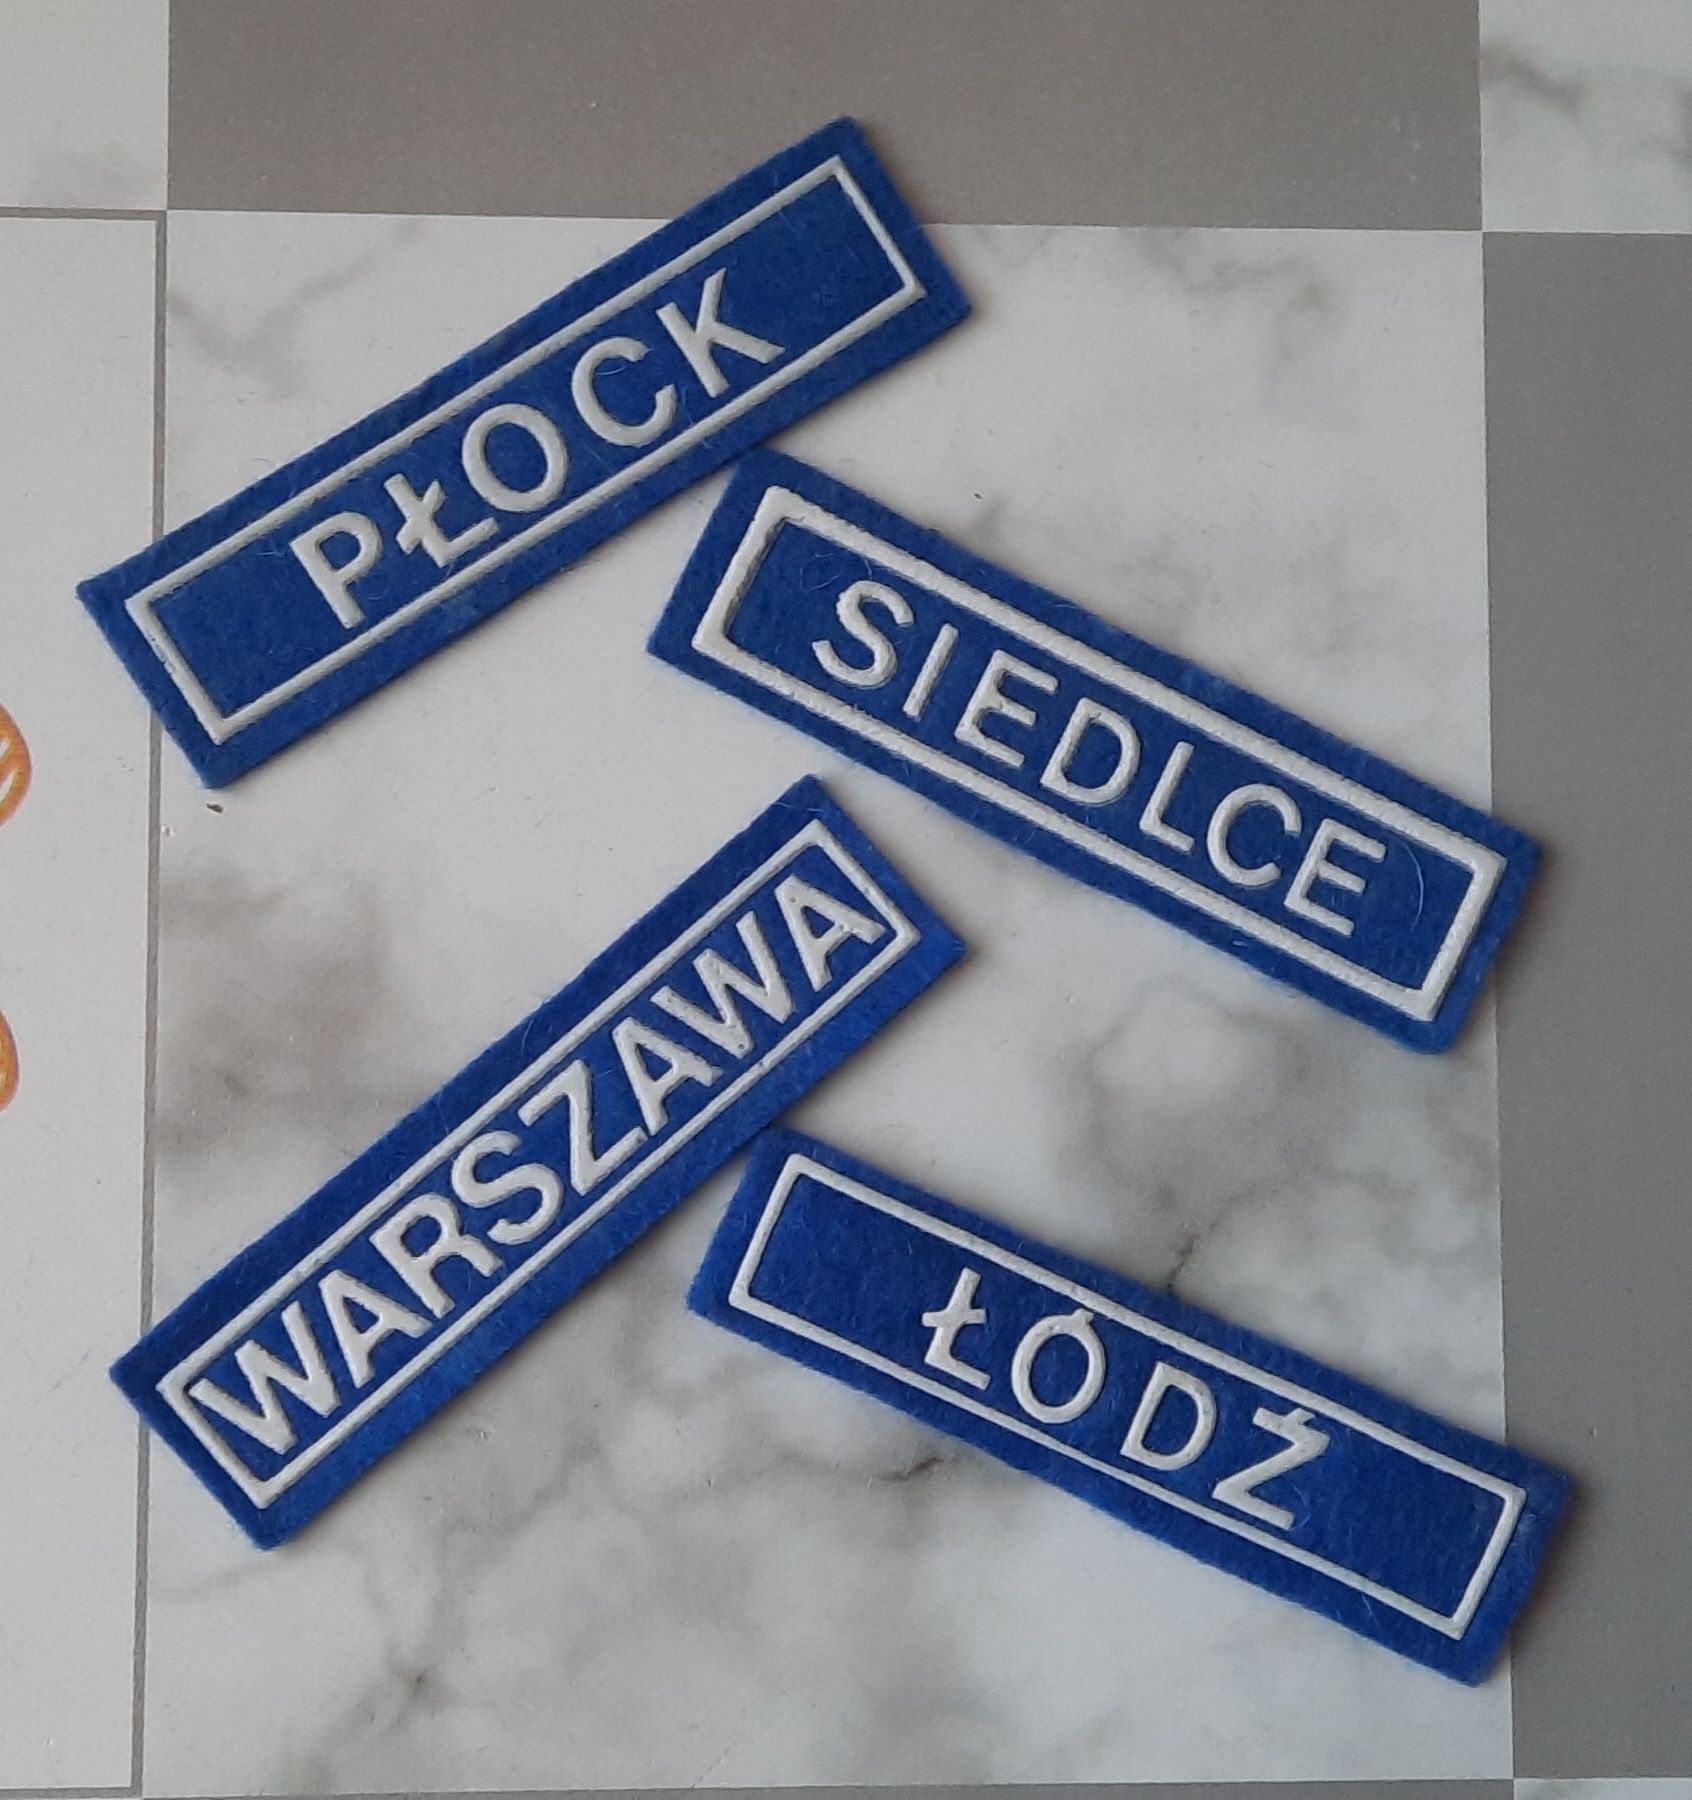 PŁOCK
SIEDLCE
WARSZAWA
ŁÓDŹ